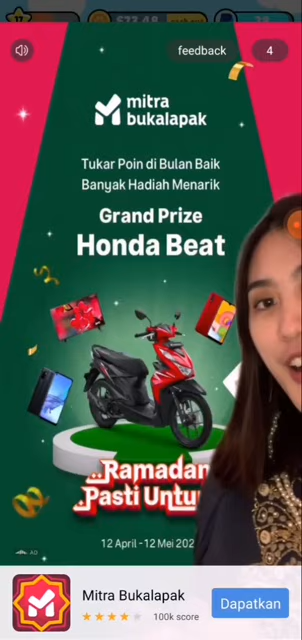 feedback
4
mitra
bukalapak
Tukar Poin di Bulan Baik
Banyak Hadiah Menarik
Grand Prize
Honda Beat
..Ramadan
Pasti Untu
12 April - 12 Mei 202
AD
Mitra Bukalapak
100k score
Dapatkan